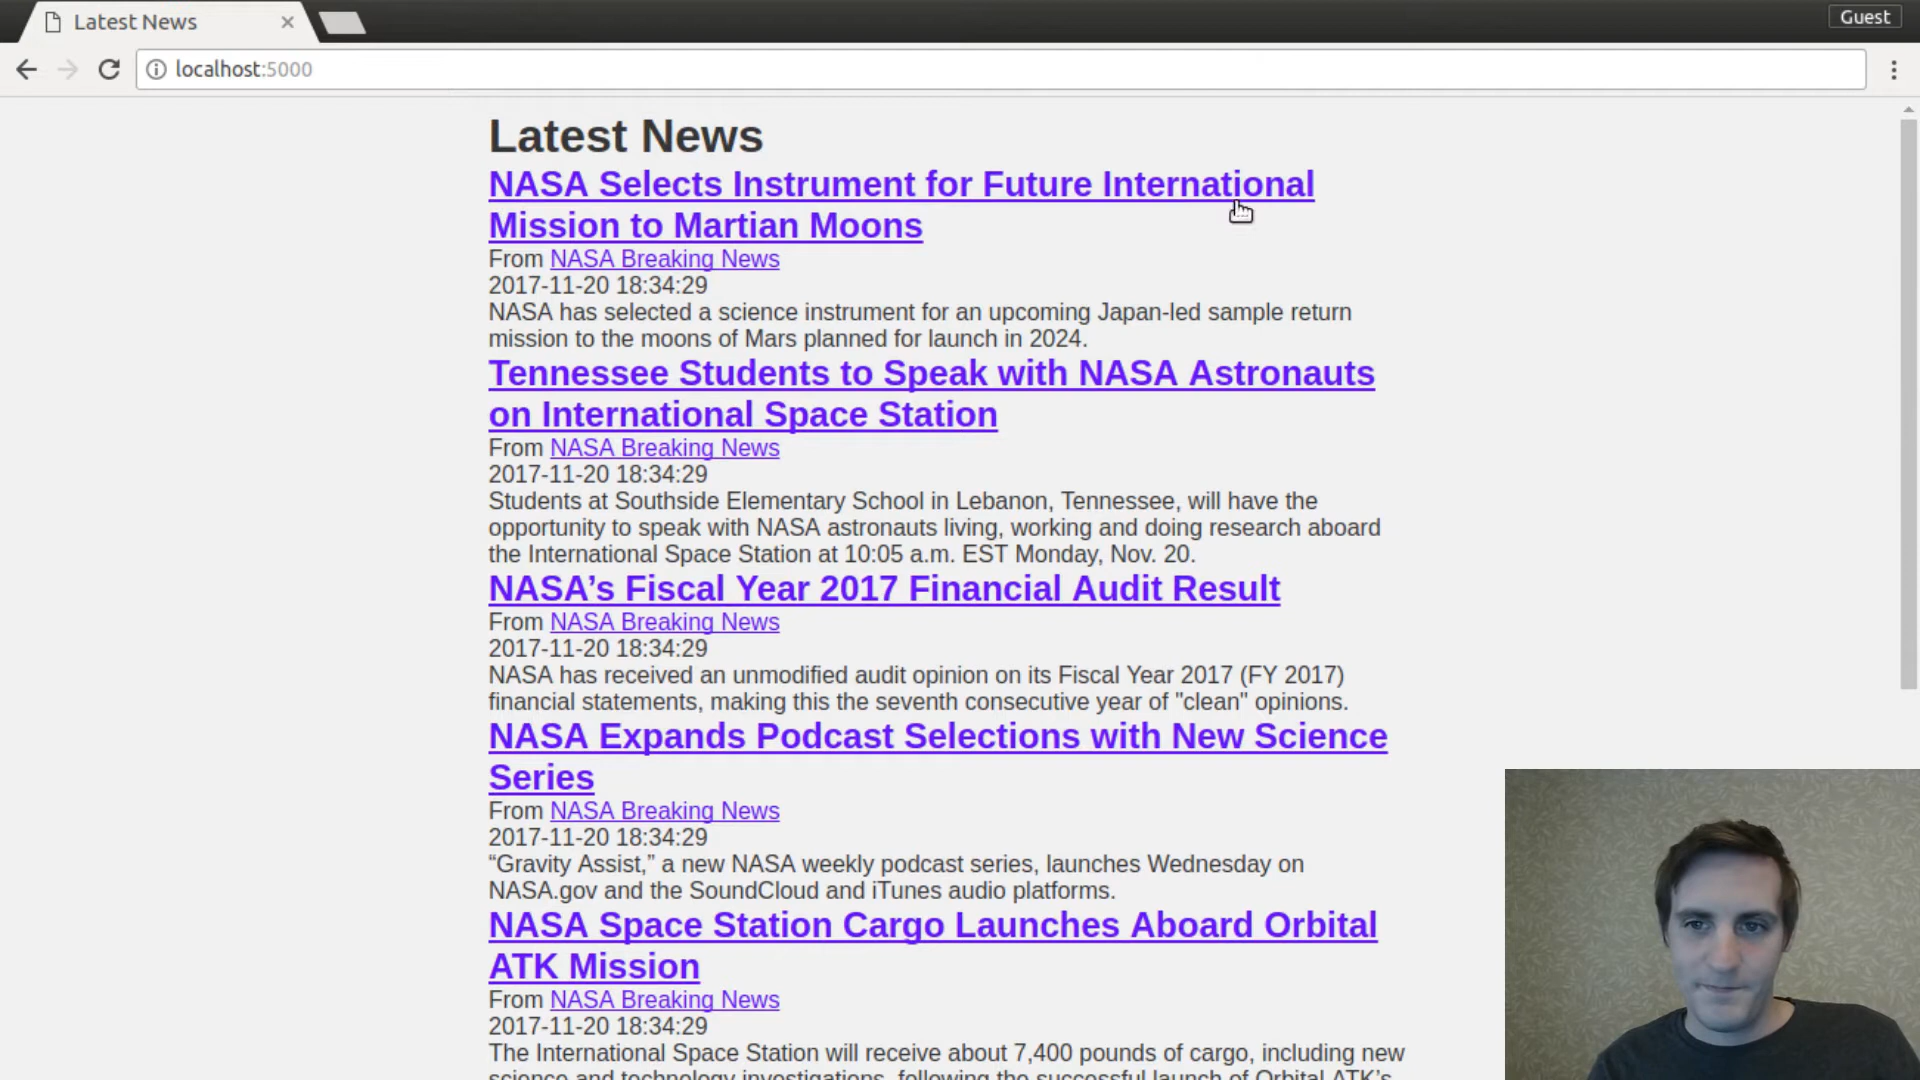 Latest News
Guest
localhost:5000
Latest News
NASA Selects Instrument for Future International
Mission to Martian Moons
From NASA Breaking News
2017-11-20 18:34:29
NASA has selected a science instrument for an upcoming Japan-led sample return
mission to the moons of Mars planned for launch in 2024.
Tennessee Students to Speak with NASA Astronauts
on International Space Station
From NASA Breaking News
2017-11-20 18:34:29
Students at Southside Elementary School in Lebanon, Tennessee, will have the
opportunity to speak with NASA astronauts living, working and doing research aboard
the International Space Station at 10:05 a.m. EST Monday, Nov. 20.
NASA’s Fiscal Year 2017 Financial Audit Result
From NASA Breaking News
2017-11-20 18:34:29
NASA has received an unmodified audit opinion on its Fiscal Year 2017 (FY 2017)
financial statements, making this the seventh consecutive year of "clean" opinions.
NASA Expands Podcast Selections with New Science
Series
From NASA Breaking News
2017-11-20 18:34:29
“Gravity Assist,” a new NASA weekly podcast series, launches Wednesday on
NASA.gov and the SoundCloud and iTunes audio platforms.
NASA Space Station Cargo Launches Aboard Orbital
ATK Mission
From NASA Breaking News
2017-11-20 18:34:29
The International Space Station will receive about 7,400 pounds of cargo, including new
science and technology investigations, following the successful launch of Orbital ATK’s